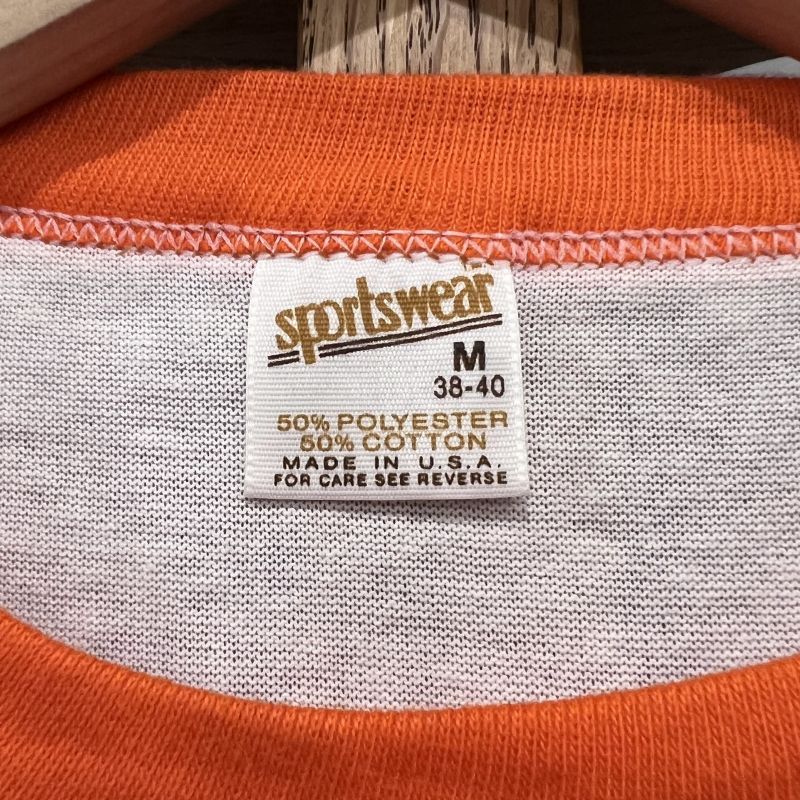 sportswear
M
38-40
50% POLYESTER
50% COTTON
MADE IN U.S.A.
FOR CARE SEE REVERSE